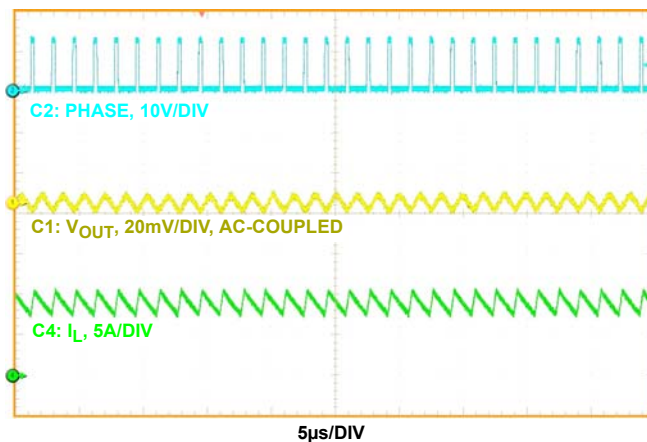 C2: PHASE, 10V/DIV
C1: VOUT, 20mV/DIV, AC-COUPLED
C4: IL, 5A/DIV
5μs/DIV